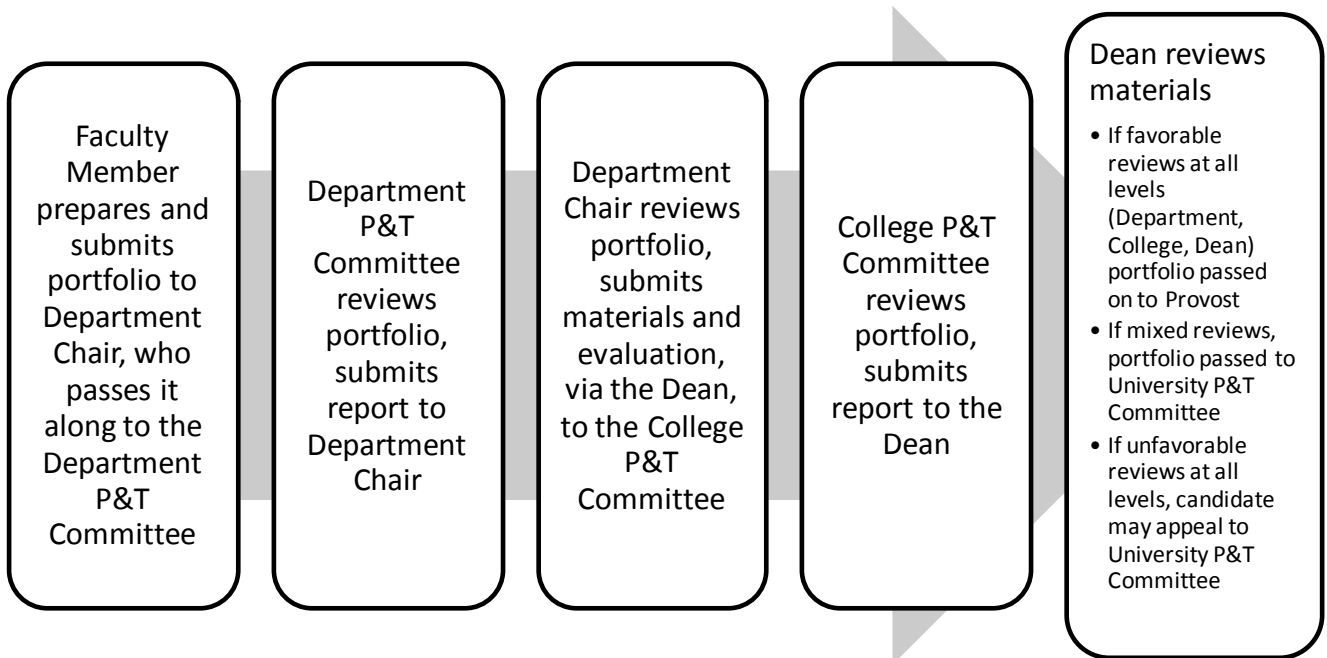 Faculty
Member
prepares and
submits
portfolio to
Department
Chair, who
passes it
along to the
Department
P&T
Committee
Department
P&T
Committee
reviews
portfolio,
submits
report to
Department
Chair
Department
Chair reviews
portfolio,
submits
materials and
evaluation,
via the Dean,
to the College
P&T
Committee
College P&T
Committee
reviews
portfolio,
submits
report to the
Dean
Dean reviews
materials
• If favorable
reviews at all
levels
(Department,
College, Dean)
portfolio passed
on to Provost
• If mixed reviews,
portfolio passed to
University P&T
Committee
• If unfavorable
reviews at all
levels, candidate
may appeal to
University P&T
Committee